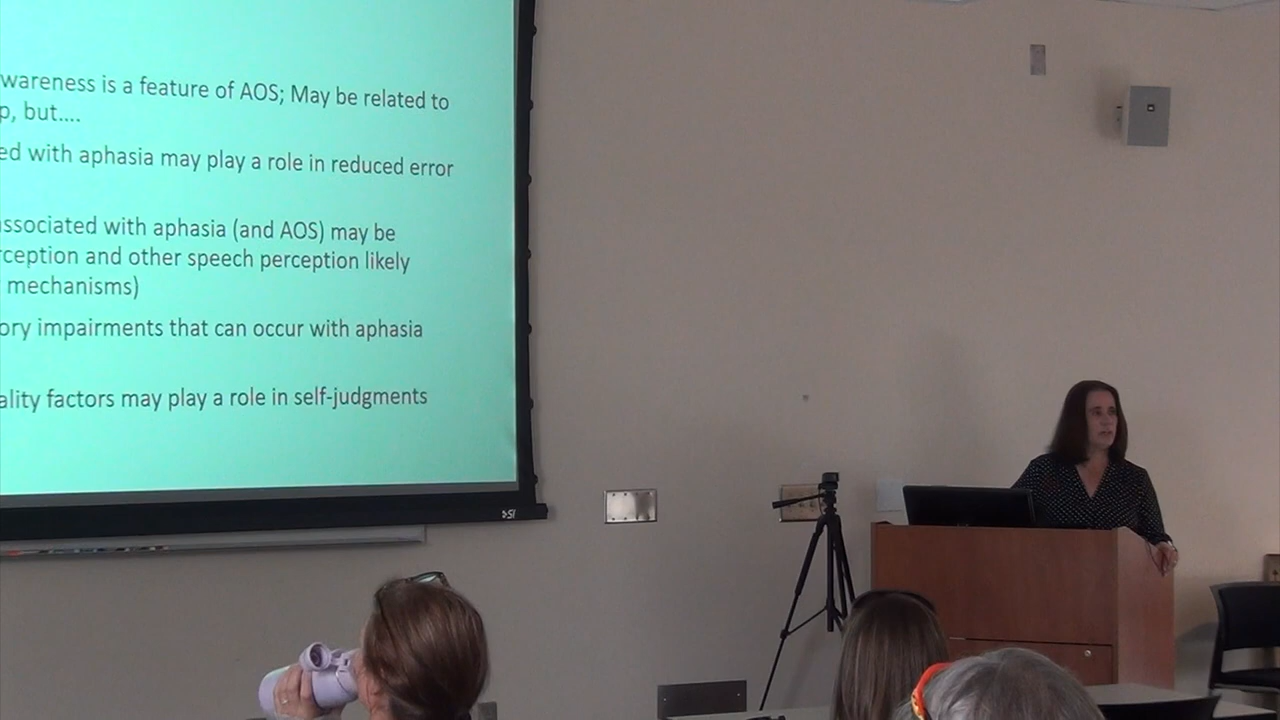 wareness is a feature of AOS; May be related to
p, but....
ed with aphasia may play a role in reduced error
associated with aphasia (and AOS) may be
rception and other speech perception likely
mechanisms)
ory impairments that can occur with aphasia
ality factors may play a role in self-judgments
SI